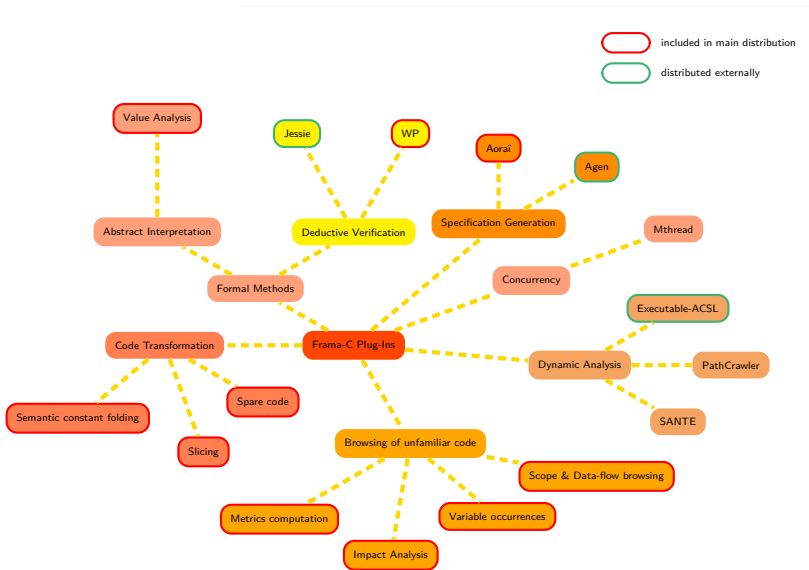 included in main distribution
distributed externally
Value Analysis
Jessie
WP
Aoraï
Agen
Abstract Interpretation
Deductive Verification
Specification Generation
Mthread
Formal Methods
Concurrency
Executable-ACSL
Code Transformation
Frama-C Plug-Ins
Dynamic Analysis
PathCrawler
Semantic constant folding
Spare code
SANTE
Slicing
Browsing of unfamiliar code
Scope & Data-flow browsing
Metrics computation
Variable occurrences
Impact Analysis